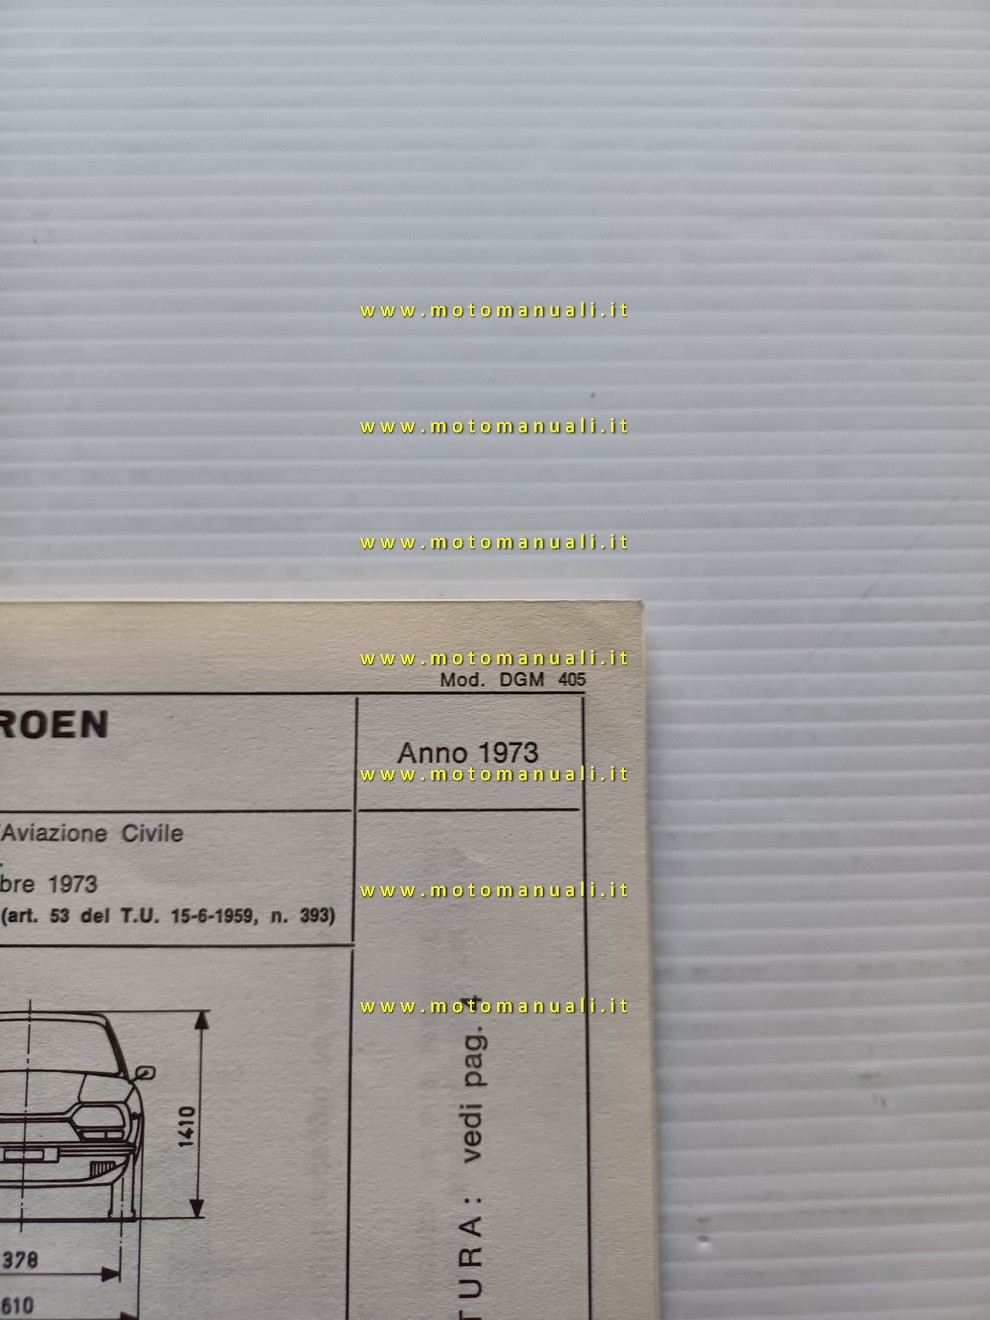 www.motomanuali.it
www.motomanuali.it
www.motomanuali.it
www.motomanuali.it
Mod. DGM 405
ROEN
Anno 1973
www.motomanuali.it
'Aviazione Civile
bre 1973
www.motomanuali.it
(art. 53 del T.U. 15-6-1959, n. 393)
www.motomanuali.it
TURA: vedi pag. 4
1410
378
610